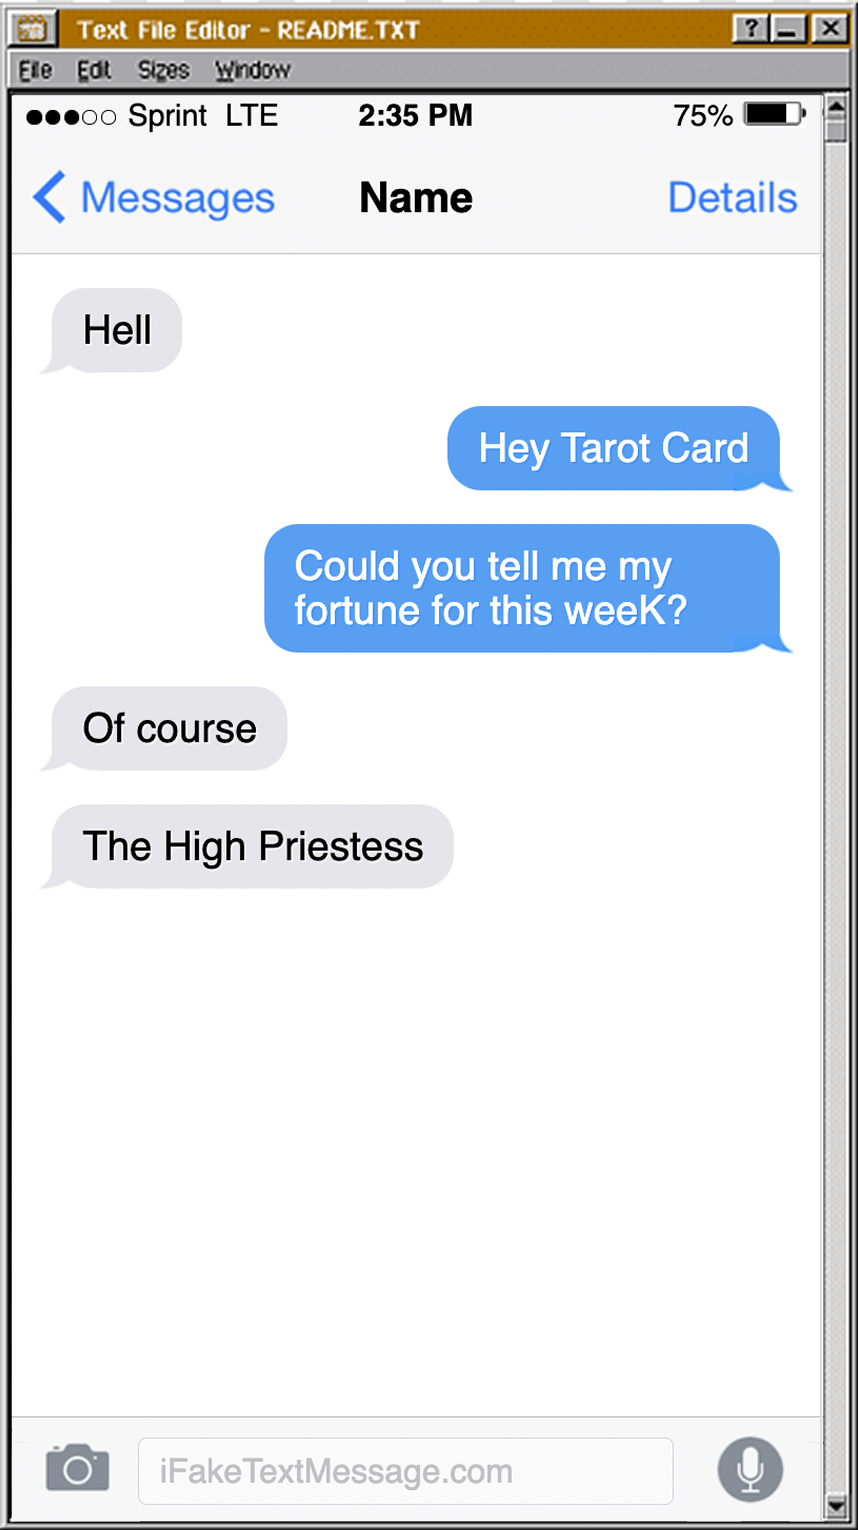 Text File Editor - README.TXT
?
File Edit Sizes Window
Sprint LTE 2:35 PM 75%
Messages Name Details
Hell
Hey Tarot Card
Could you tell me my
fortune for this weeK?
Of course
The High Priestess
iFakeTextMessage.com